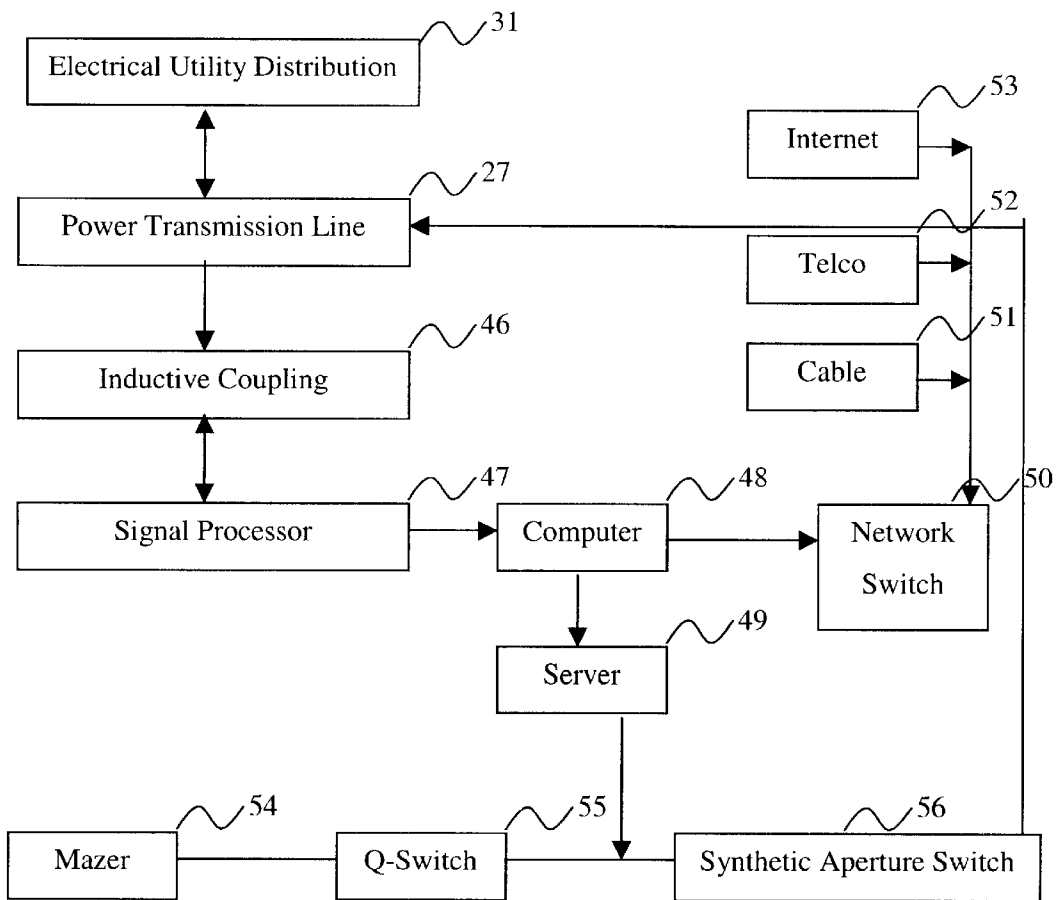 31
Electrical Utility Distribution
53
Internet
27
Power Transmission Line
52
Telco
46
Inductive Coupling
51
Cable
47
Signal Processor
48
Computer
50
Network
Switch
49
Server
54
Mazer
55
Q-Switch
56
Synthetic Aperture Switch